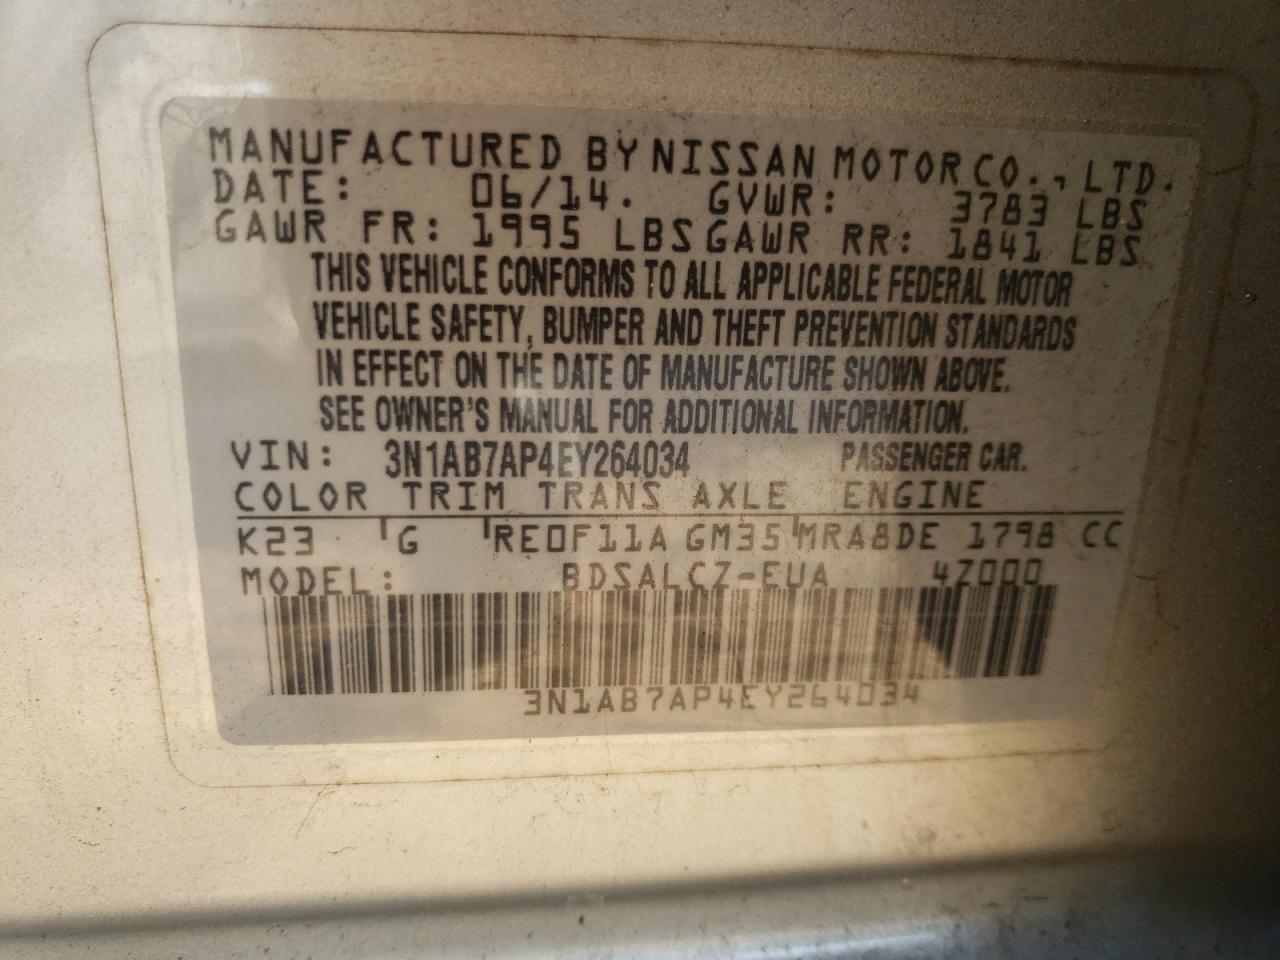 MANUFACTURED BY NISSAN MOTOR CO., LTD.
DATE: 06/14. GVWR: 3783 LBS
GAWR FR: 1995 LBS GAWR RR: 1841 LBS
THIS VEHICLE CONFORMS TO ALL APPLICABLE FEDERAL MOTOR
VEHICLE SAFETY, BUMPER AND THEFT PREVENTION STANDARDS
IN EFFECT ON THE DATE OF MANUFACTURE SHOWN ABOVE.
SEE OWNER'S MANUAL FOR ADDITIONAL INFORMATION.
VIN: 3N1AB7AP4EY264034 PASSENGER CAR.
COLOR TRIM TRANS AXLE ENGINE
K23 G RE0F11A GM35 MRA8DE 1798 CC
MODEL: BDSALCZ-EUA 4Z000
3N1AB7AP4EY264034